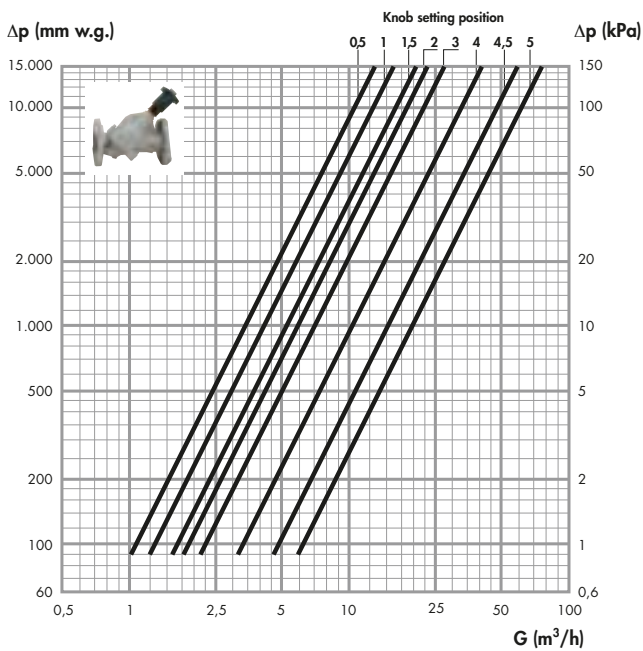 Knob setting position
Δp (mm w.g.)
Δp (kPa)
0,5 1 1,5 2 3 4 4,5 5
15.000 150
10.000 100
5.000 50
2.000 20
1.000 10
500 5
200 2
100 1
60 0,6
0,5 1 2,5 5 10 25 50 100
G (m³/h)